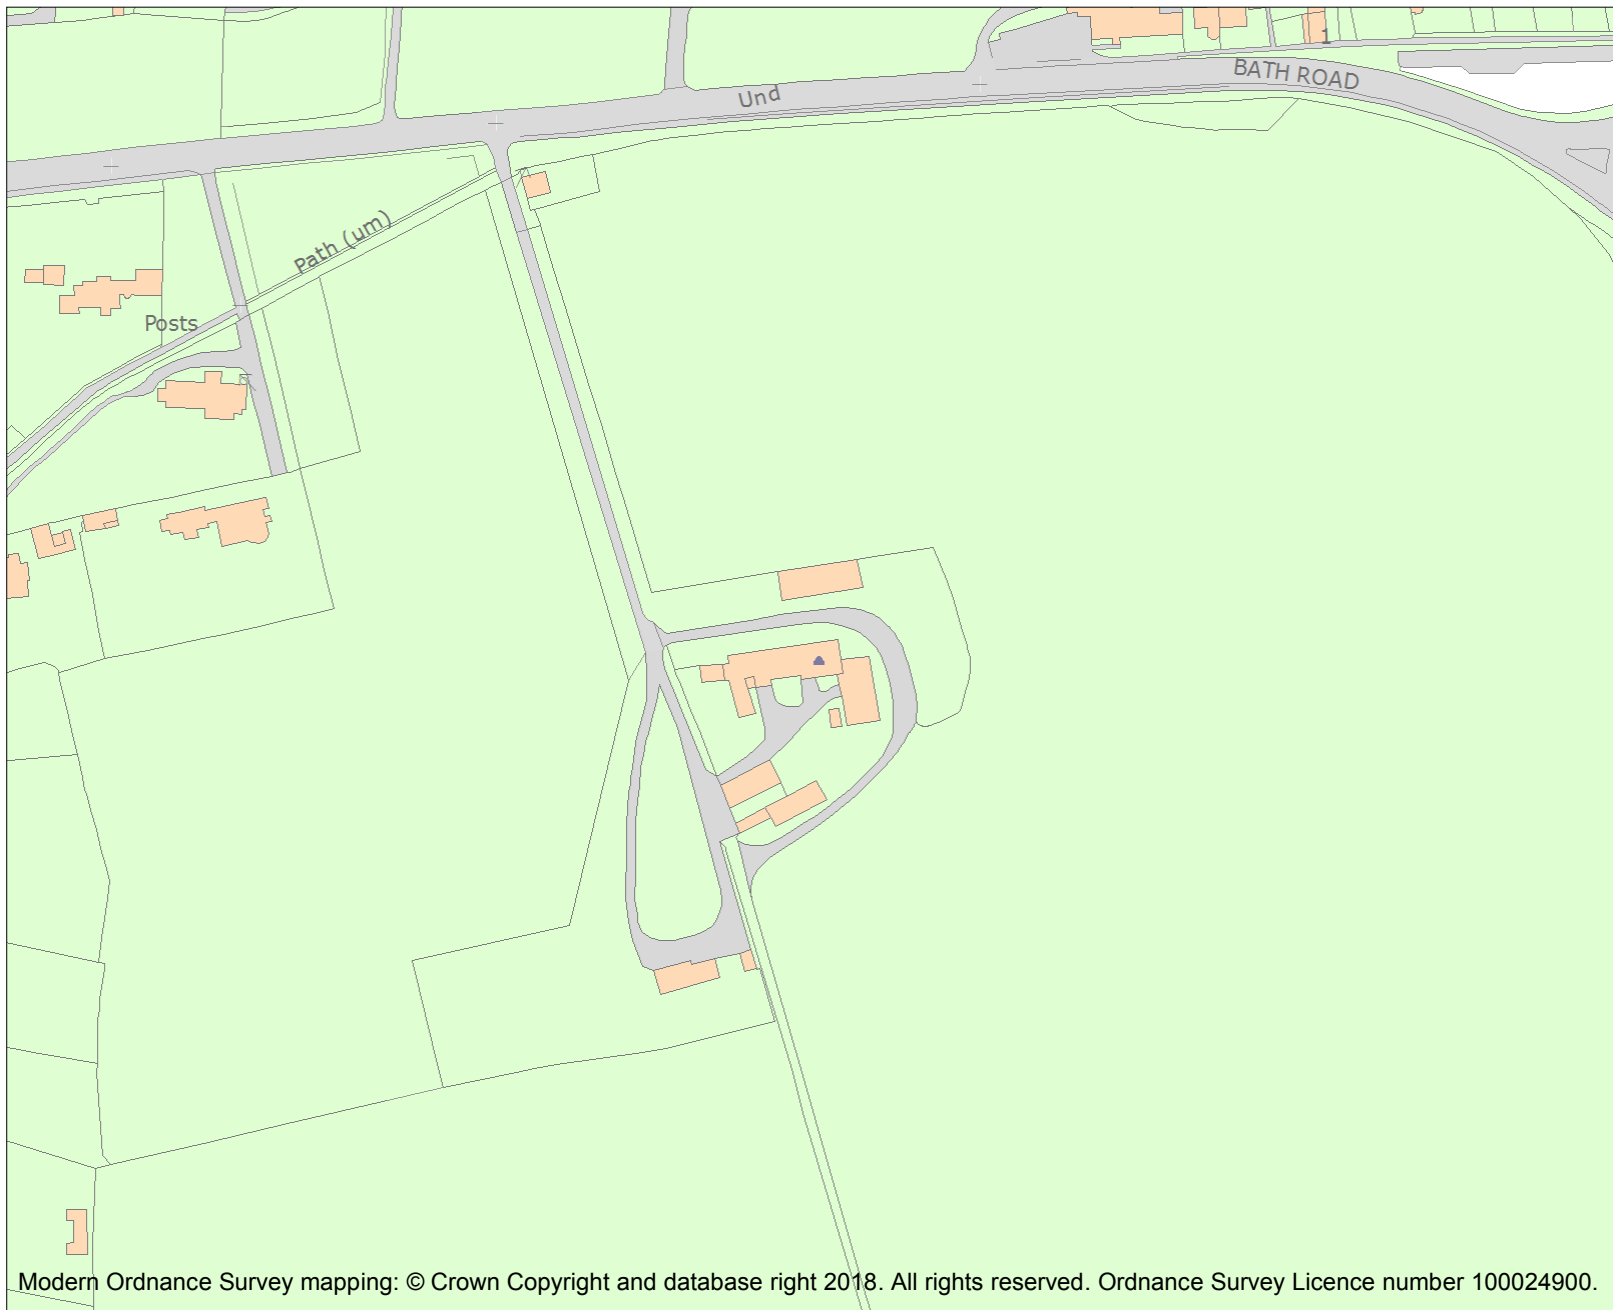 1
BATH ROAD
Und
Path (um)
Posts
Modern Ordnance Survey mapping: © Crown Copyright and database right 2018. All rights reserved. Ordnance Survey Licence number 100024900.